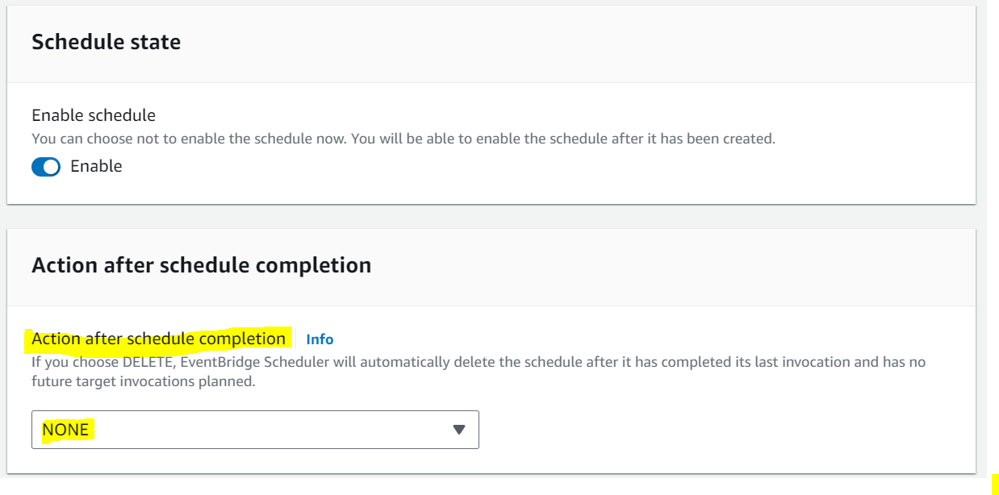 Schedule state
Enable schedule
You can choose not to enable the schedule now. You will be able to enable the schedule after it has been created.
Enable
Action after schedule completion
Action after schedule completion Info
If you choose DELETE, EventBridge Scheduler will automatically delete the schedule after it has completed its last invocation and has no
future target invocations planned.
NONE